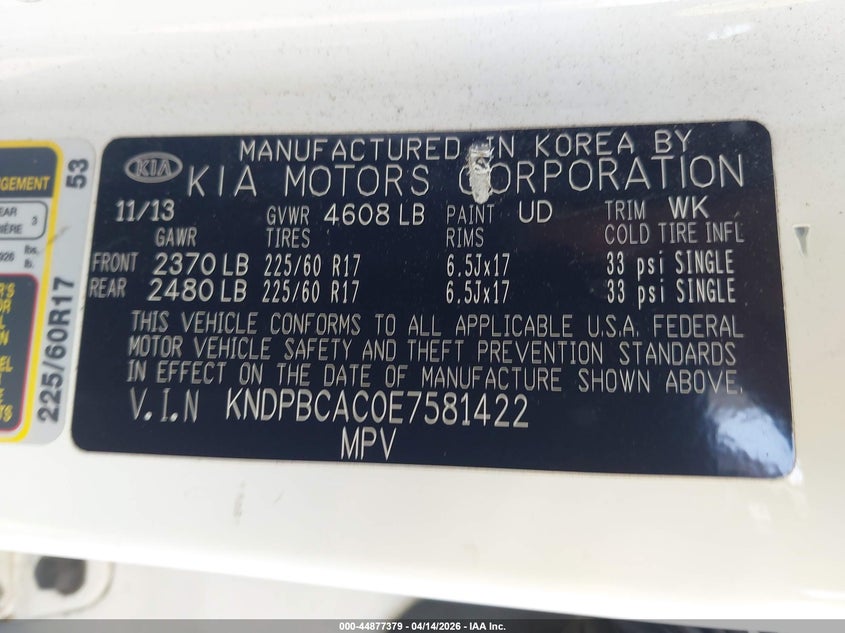 MANUFACTURED IN KOREA BY
KIA KIA MOTORS CORPORATION
11/13 GVWR 4608 LB PAINT UD TRIM WK
GAWR TIRES RIMS COLD TIRE INFL
FRONT 2370 LB 225/60 R17 6.5Jx17 33 psi SINGLE
REAR 2480 LB 225/60 R17 6.5Jx17 33 psi SINGLE
THIS VEHICLE CONFORMS TO ALL APPLICABLE U.S.A. FEDERAL
MOTOR VEHICLE SAFETY AND THEFT PREVENTION STANDARDS
IN EFFECT ON THE DATE OF MANUFACTURE SHOWN ABOVE.
V.I.N KNDPBCAC0E7581422
MPV
53
225/60R17
3
lbs.
000-44877379 - 04/14/2026 - IAA Inc.